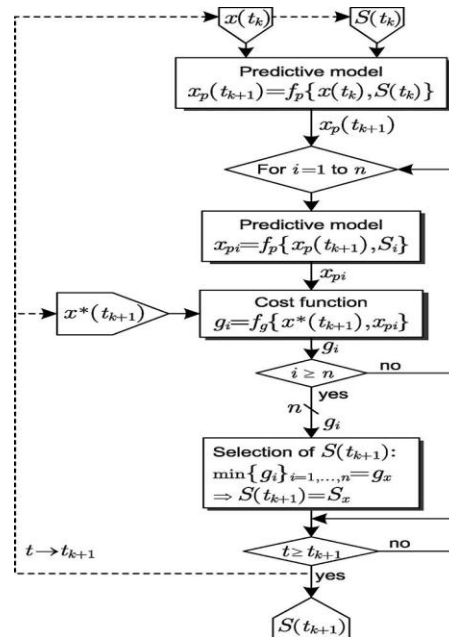 x(t_k)
S(t_k)
Predictive model
x_p(t_{k+1})=f_p{x(t_k),S(t_k)}
x_p(t_{k+1})
For i=1 to n
Predictive model
x_{pi}=f_p{x_p(t_{k+1}),S_i}
x_{pi}
x*(t_{k+1})
Cost function
g_i=f_g{x*(t_{k+1}),x_{pi}}
g_i
i ≥ n
no
yes
n
g_i
Selection of S(t_{k+1}):
min{g_i}_{i=1,...,n}=g_x
⇒ S(t_{k+1})=S_x
t→t_{k+1}
t≥t_{k+1}
no
yes
S(t_{k+1})